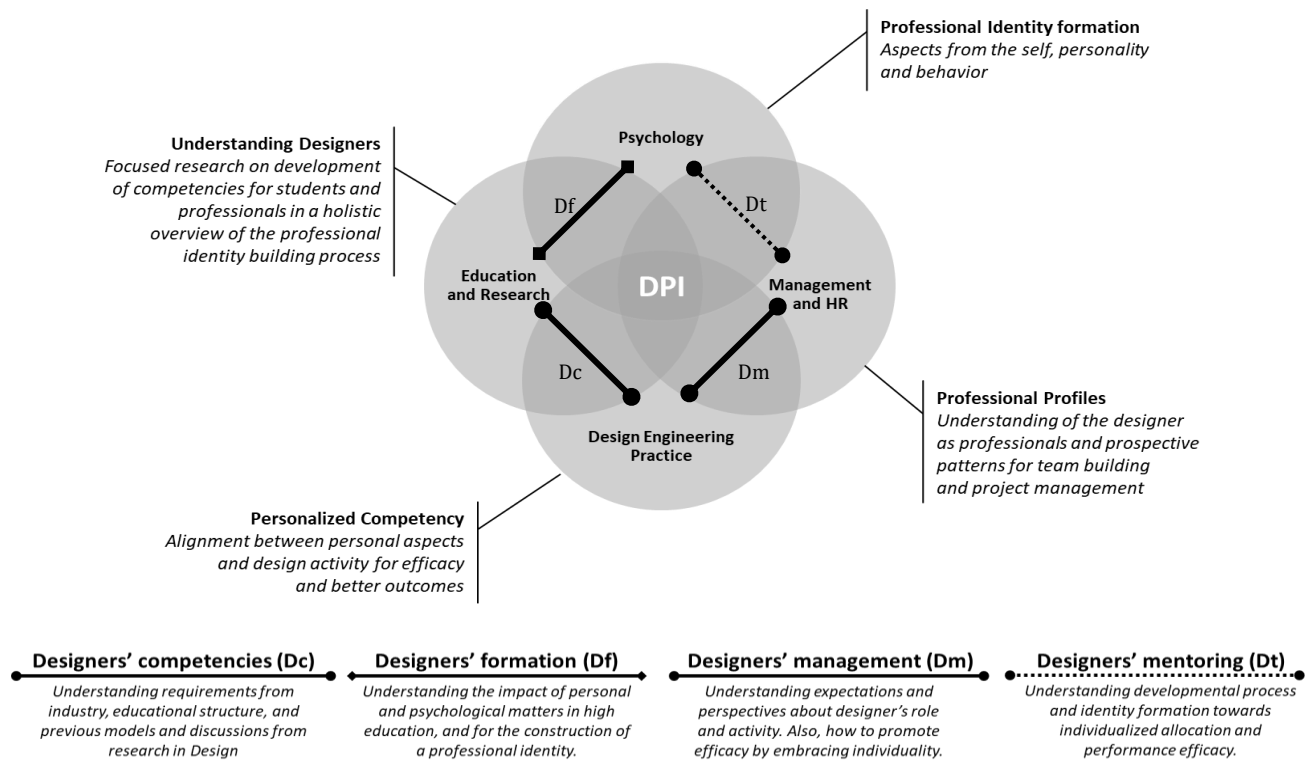 Professional Identity formation
Aspects from the self, personality
and behavior
Understanding Designers
Focused research on development
of competencies for students and
professionals in a holistic
overview of the professional
identity building process
Psychology
Df
Dt
Education
and Research
DPI
Management
and HR
Dc
Dm
Design Engineering
Practice
Professional Profiles
Understanding of the designer
as professionals and prospective
patterns for team building
and project management
Personalized Competency
Alignment between personal aspects
and design activity for efficacy
and better outcomes
Designers’ competencies (Dc)
Understanding requirements from
industry, educational structure, and
previous models and discussions from
research in Design
Designers’ formation (Df)
Understanding the impact of personal
and psychological matters in high
education, and for the construction of
a professional identity.
Designers’ management (Dm)
Understanding expectations and
perspectives about designer’s role
and activity. Also, how to promote
efficacy by embracing individuality.
Designers’ mentoring (Dt)
Understanding developmental process
and identity formation towards
individualized allocation and
performance efficacy.